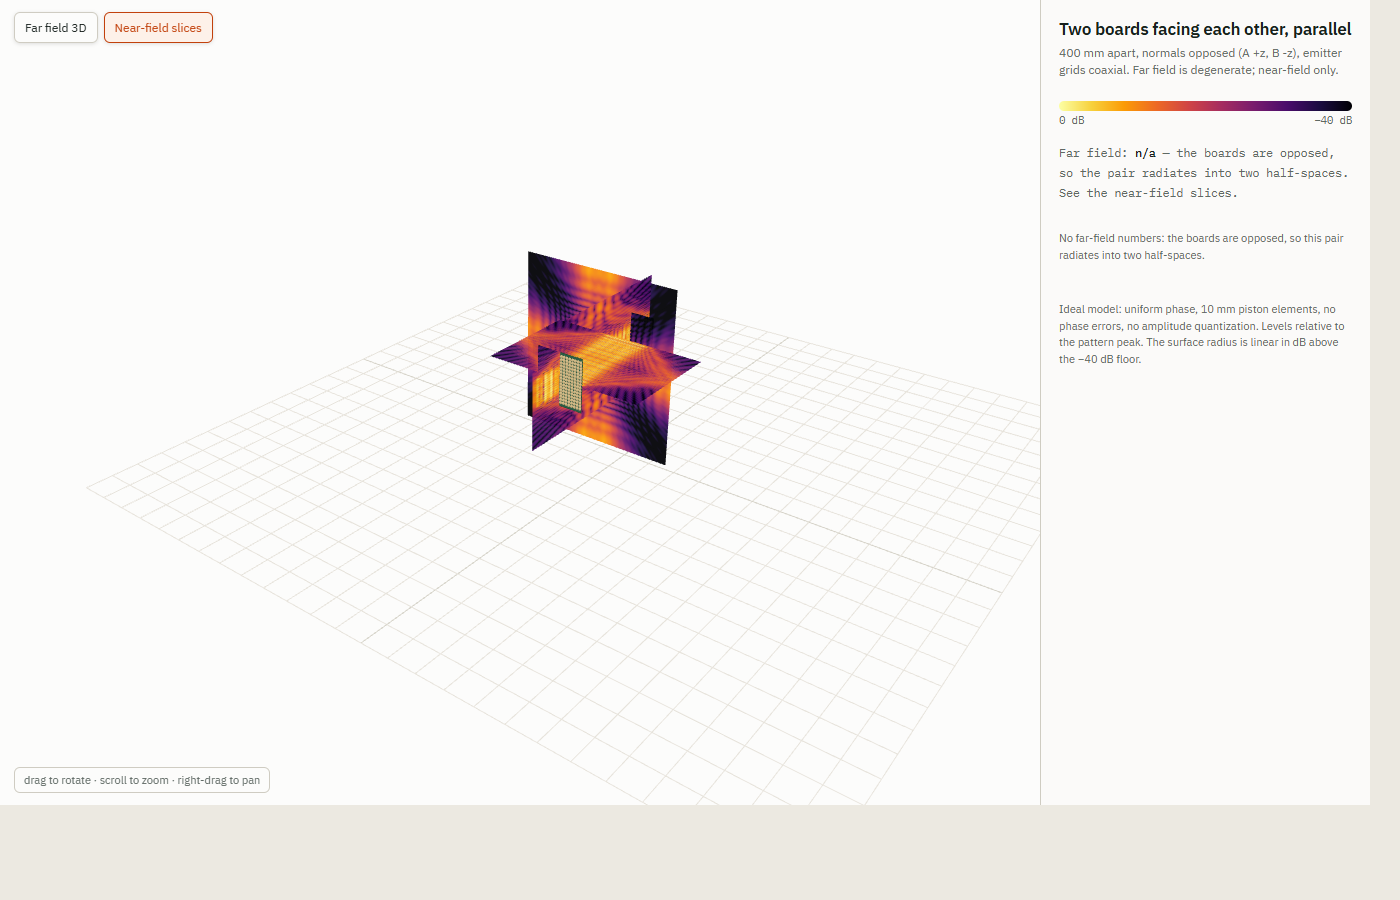 Far field 3D
Near-field slices
Two boards facing each other, parallel
400 mm apart, normals opposed (A +z, B -z), emitter
grids coaxial. Far field is degenerate; near-field only.
0 dB
−40 dB
Far field: n/a — the boards are opposed,
so the pair radiates into two half-spaces.
See the near-field slices.
No far-field numbers: the boards are opposed, so this pair
radiates into two half-spaces.
Ideal model: uniform phase, 10 mm piston elements, no
phase errors, no amplitude quantization. Levels relative to
the pattern peak. The surface radius is linear in dB above
the −40 dB floor.
drag to rotate · scroll to zoom · right-drag to pan